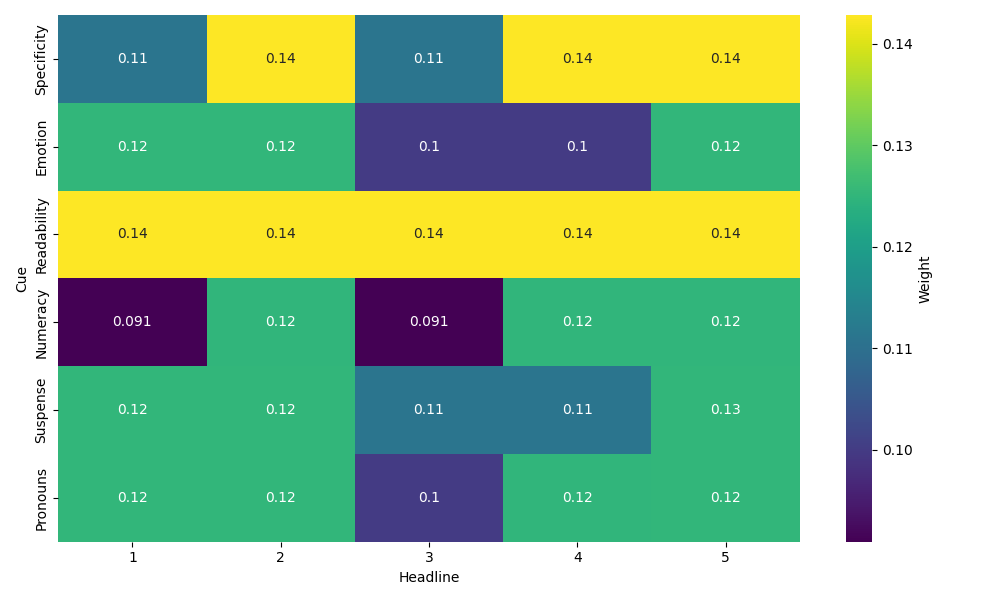 Specificity 0.11 0.14 0.11 0.14 0.14
Emotion 0.12 0.12 0.1 0.1 0.12
Readability 0.14 0.14 0.14 0.14 0.14
Numeracy 0.091 0.12 0.091 0.12 0.12
Suspense 0.12 0.12 0.11 0.11 0.13
Pronouns 0.12 0.12 0.1 0.12 0.12
Cue
1 2 3 4 5
Headline
0.14
0.13
0.12
0.11
0.10
Weight